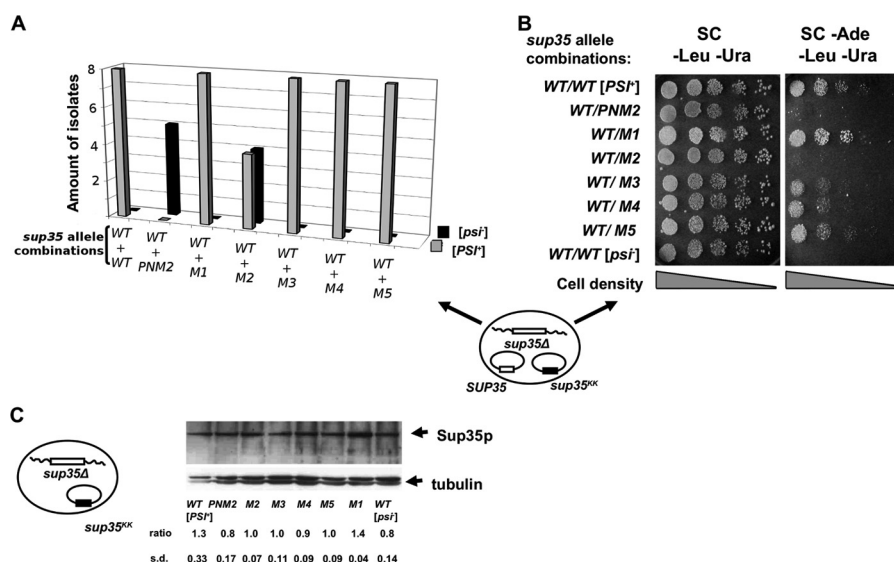 A
Amount of isolates
8
6
4
2
sup35 allele
combinations
WT
+
WT
WT
+
PNM2
WT
+
M1
WT
+
M2
WT
+
M3
WT
+
M4
WT
+
M5
[psi-]
[PSI+]
B
sup35 allele
combinations:
SC
-Leu -Ura
SC -Ade
-Leu -Ura
WT/WT [PSI+]
WT/PNM2
WT/M1
WT/M2
WT/ M3
WT/ M4
WT/ M5
WT/WT [psi-]
Cell density
sup35Δ
SUP35
sup35KK
C
sup35Δ
sup35KK
Sup35p
tubulin
WT PNM2 M2 M3 M4 M5 M1 WT
[PSI+] [psi-]
ratio 1.3 0.8 1.0 1.0 0.9 1.0 1.4 0.8
s.d. 0.33 0.17 0.07 0.11 0.09 0.09 0.04 0.14